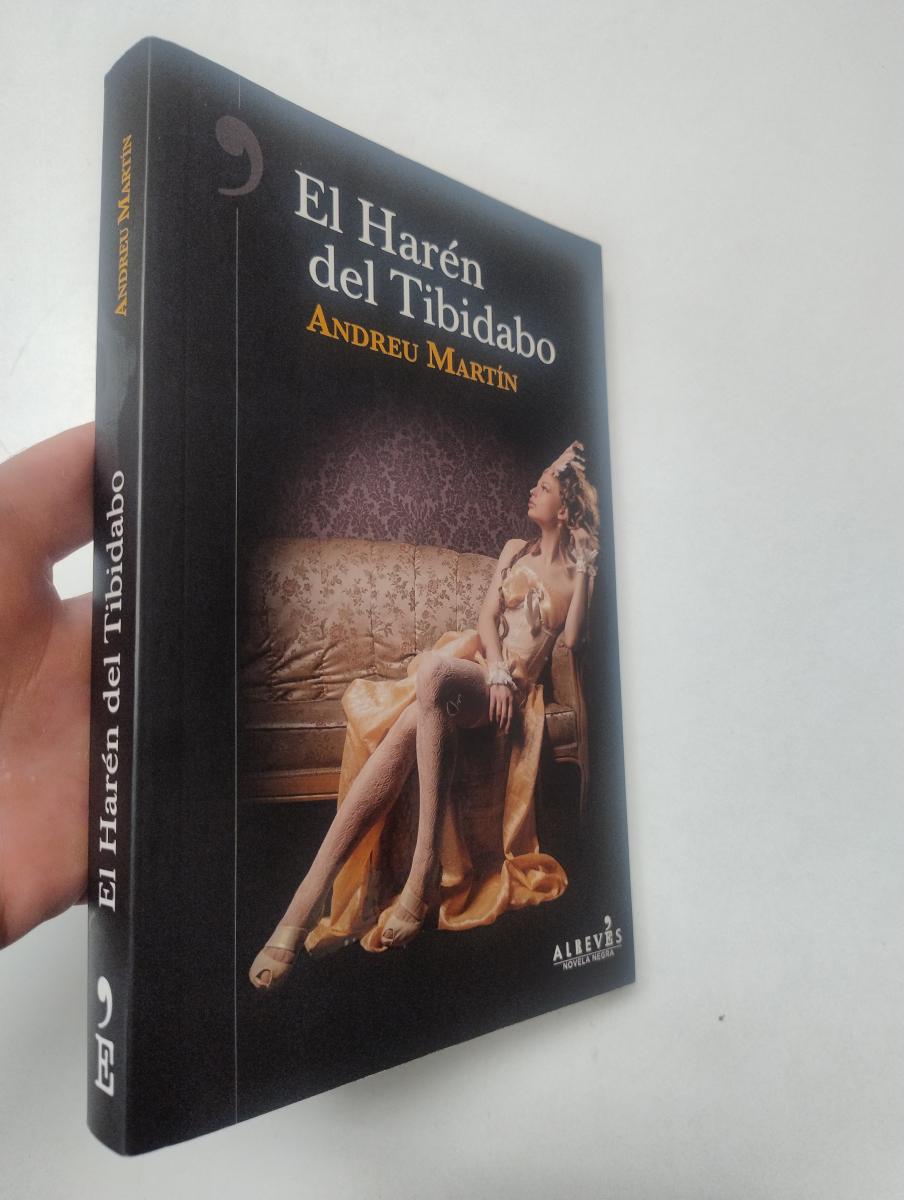 El Harén
del Tibidabo
ANDREU MARTÍN
ALREVÉS
NOVELA NEGRA
ANDREU MARTÍN
El Harén del Tibidabo